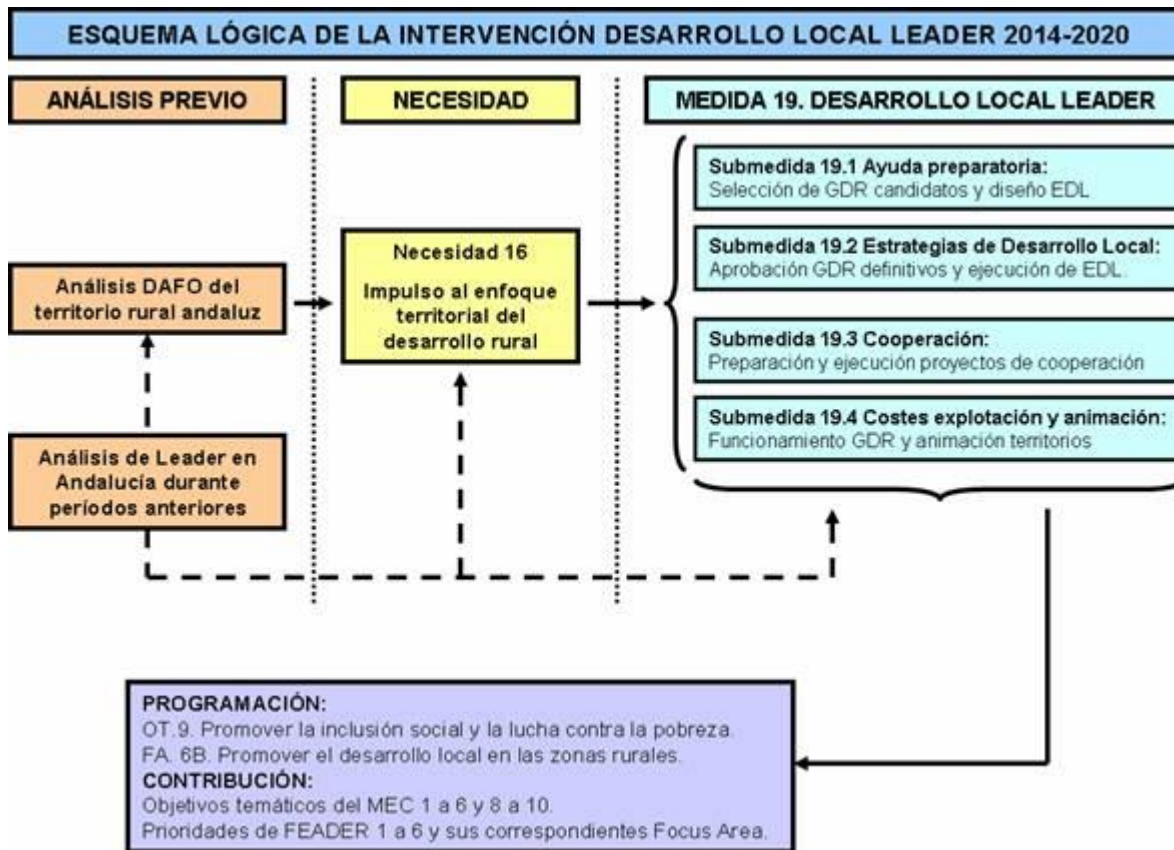 ESQUEMA LÓGICA DE LA INTERVENCIÓN DESARROLLO LOCAL LEADER 2014-2020
ANÁLISIS PREVIO
Análisis DAFO del
territorio rural andaluz
Análisis de Leader en
Andalucía durante
períodos anteriores
NECESIDAD
Necesidad 16
Impulso al enfoque
territorial del
desarrollo rural
MEDIDA 19. DESARROLLO LOCAL LEADER
Submedida 19.1 Ayuda preparatoria:
Selección de GDR candidatos y diseño EDL
Submedida 19.2 Estrategias de Desarrollo Local:
Aprobación GDR definitivos y ejecución de EDL.
Submedida 19.3 Cooperación:
Preparación y ejecución proyectos de cooperación
Submedida 19.4 Costes explotación y animación:
Funcionamiento GDR y animación territorios
PROGRAMACIÓN:
OT.9. Promover la inclusión social y la lucha contra la pobreza.
FA. 6B. Promover el desarrollo local en las zonas rurales.
CONTRIBUCIÓN:
Objetivos temáticos del MEC 1 a 6 y 8 a 10.
Prioridades de FEADER 1 a 6 y sus correspondientes Focus Area.